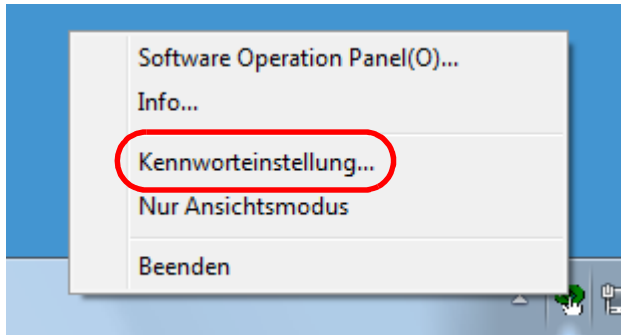 Software Operation Panel(O)...
Info...
Kennworteinstellung...
Nur Ansichtsmodus
Beenden